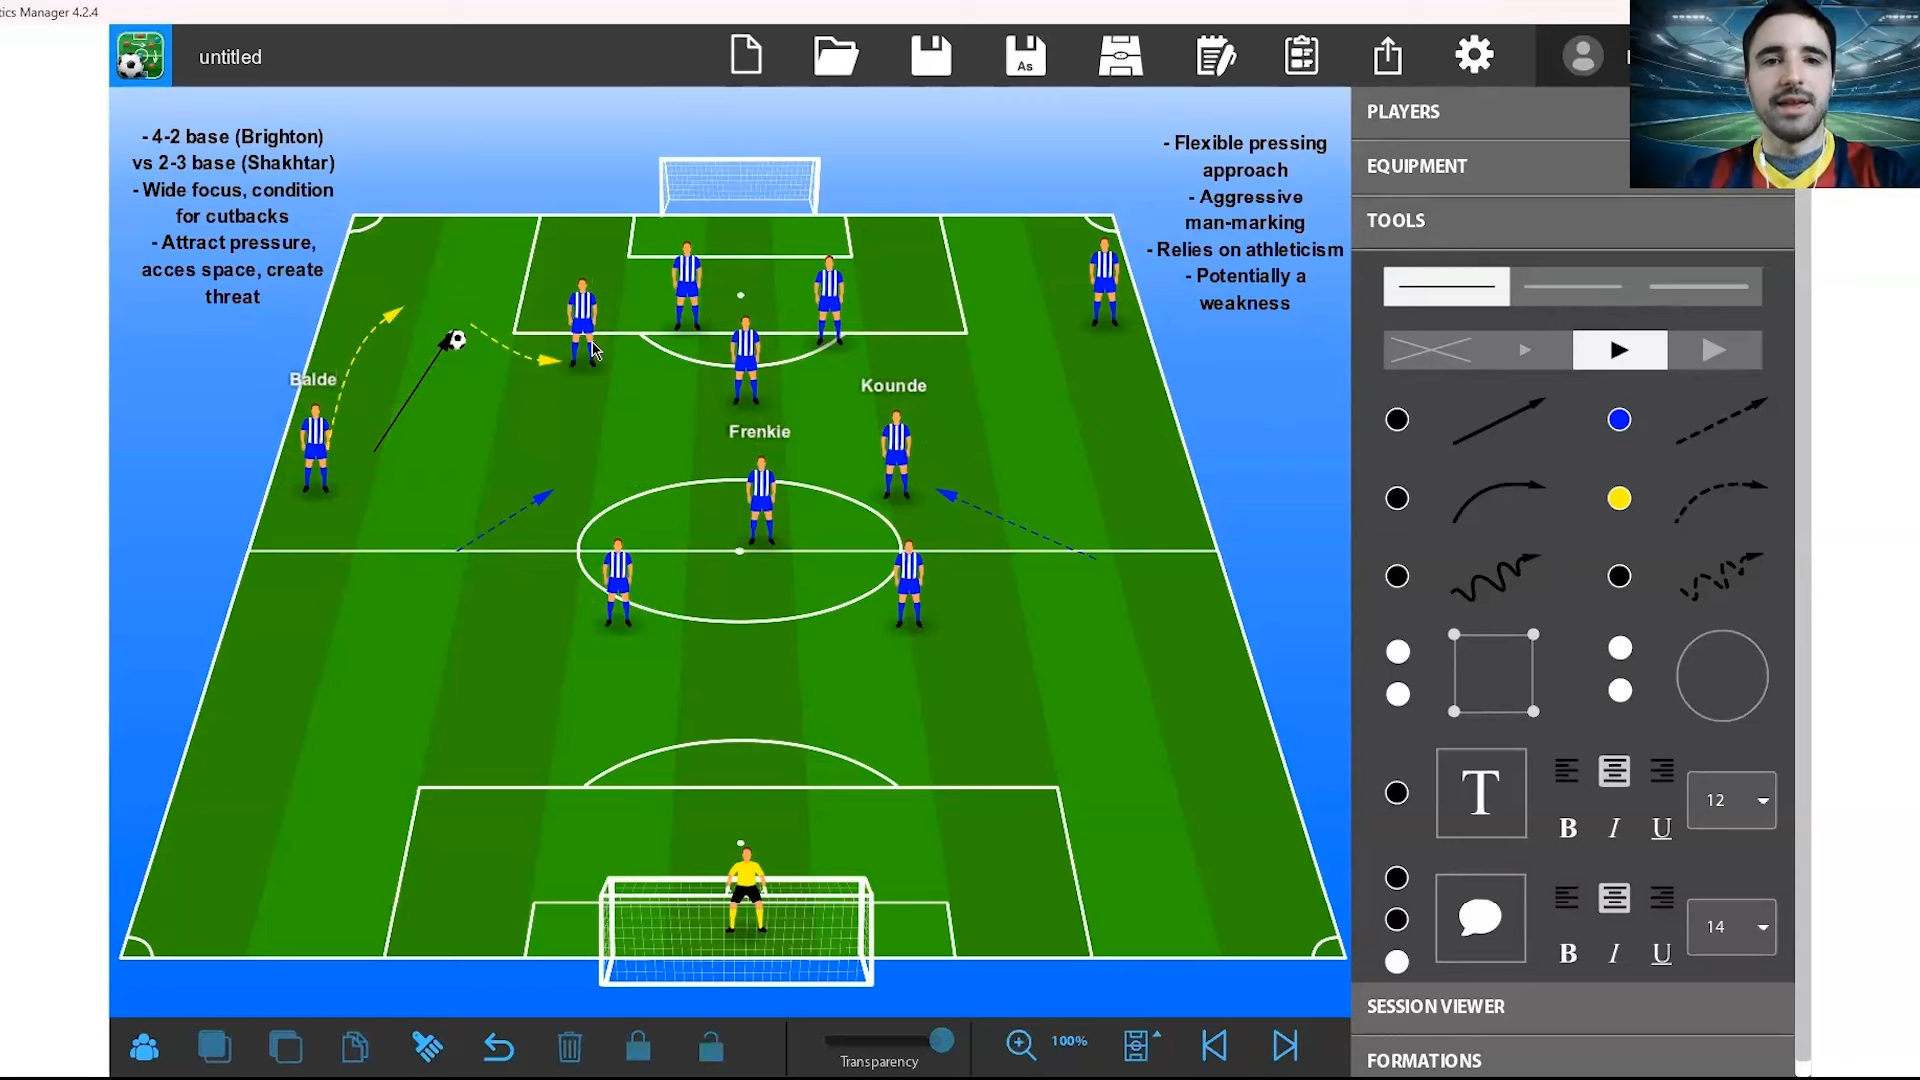 tics Manager 4.2.4
untitled
As
- 4-2 base (Brighton)
vs 2-3 base (Shakhtar)
- Wide focus, condition
for cutbacks
- Attract pressure,
acces space, create
threat
- Flexible pressing
approach
- Aggressive
man-marking
- Relies on athleticism
- Potentially a
weakness
Balde
Kounde
Frenkie
PLAYERS
EQUIPMENT
TOOLS
T
B I U
12
B I U
14
SESSION VIEWER
FORMATIONS
Transparency
100%